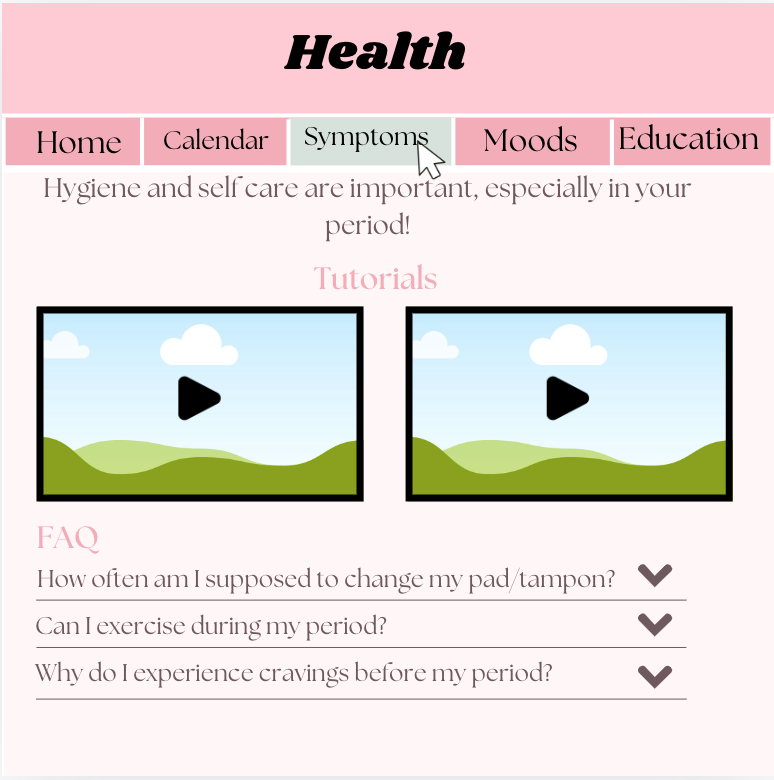 Health
Home Calendar Symptoms Moods Education
Hygiene and self care are important, especially in your
period!
Tutorials
FAQ
How often am I supposed to change my pad/tampon?
Can I exercise during my period?
Why do I experience cravings before my period?